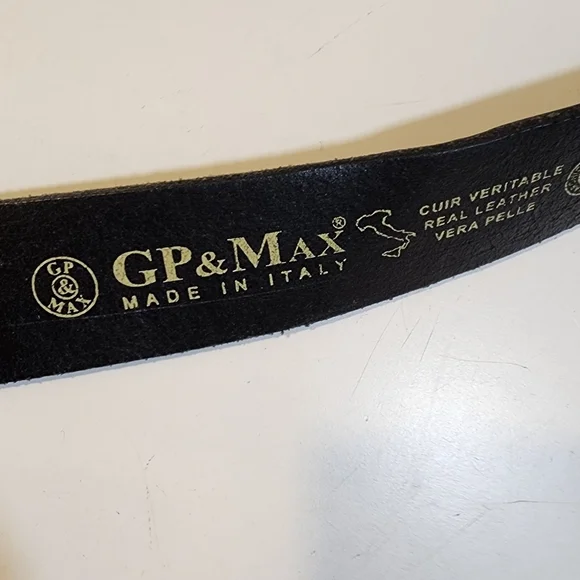 GP
&
MAX
GP&MAX®
MADE IN ITALY
CUIR VERITABLE
REAL LEATHER
VERA PELLE